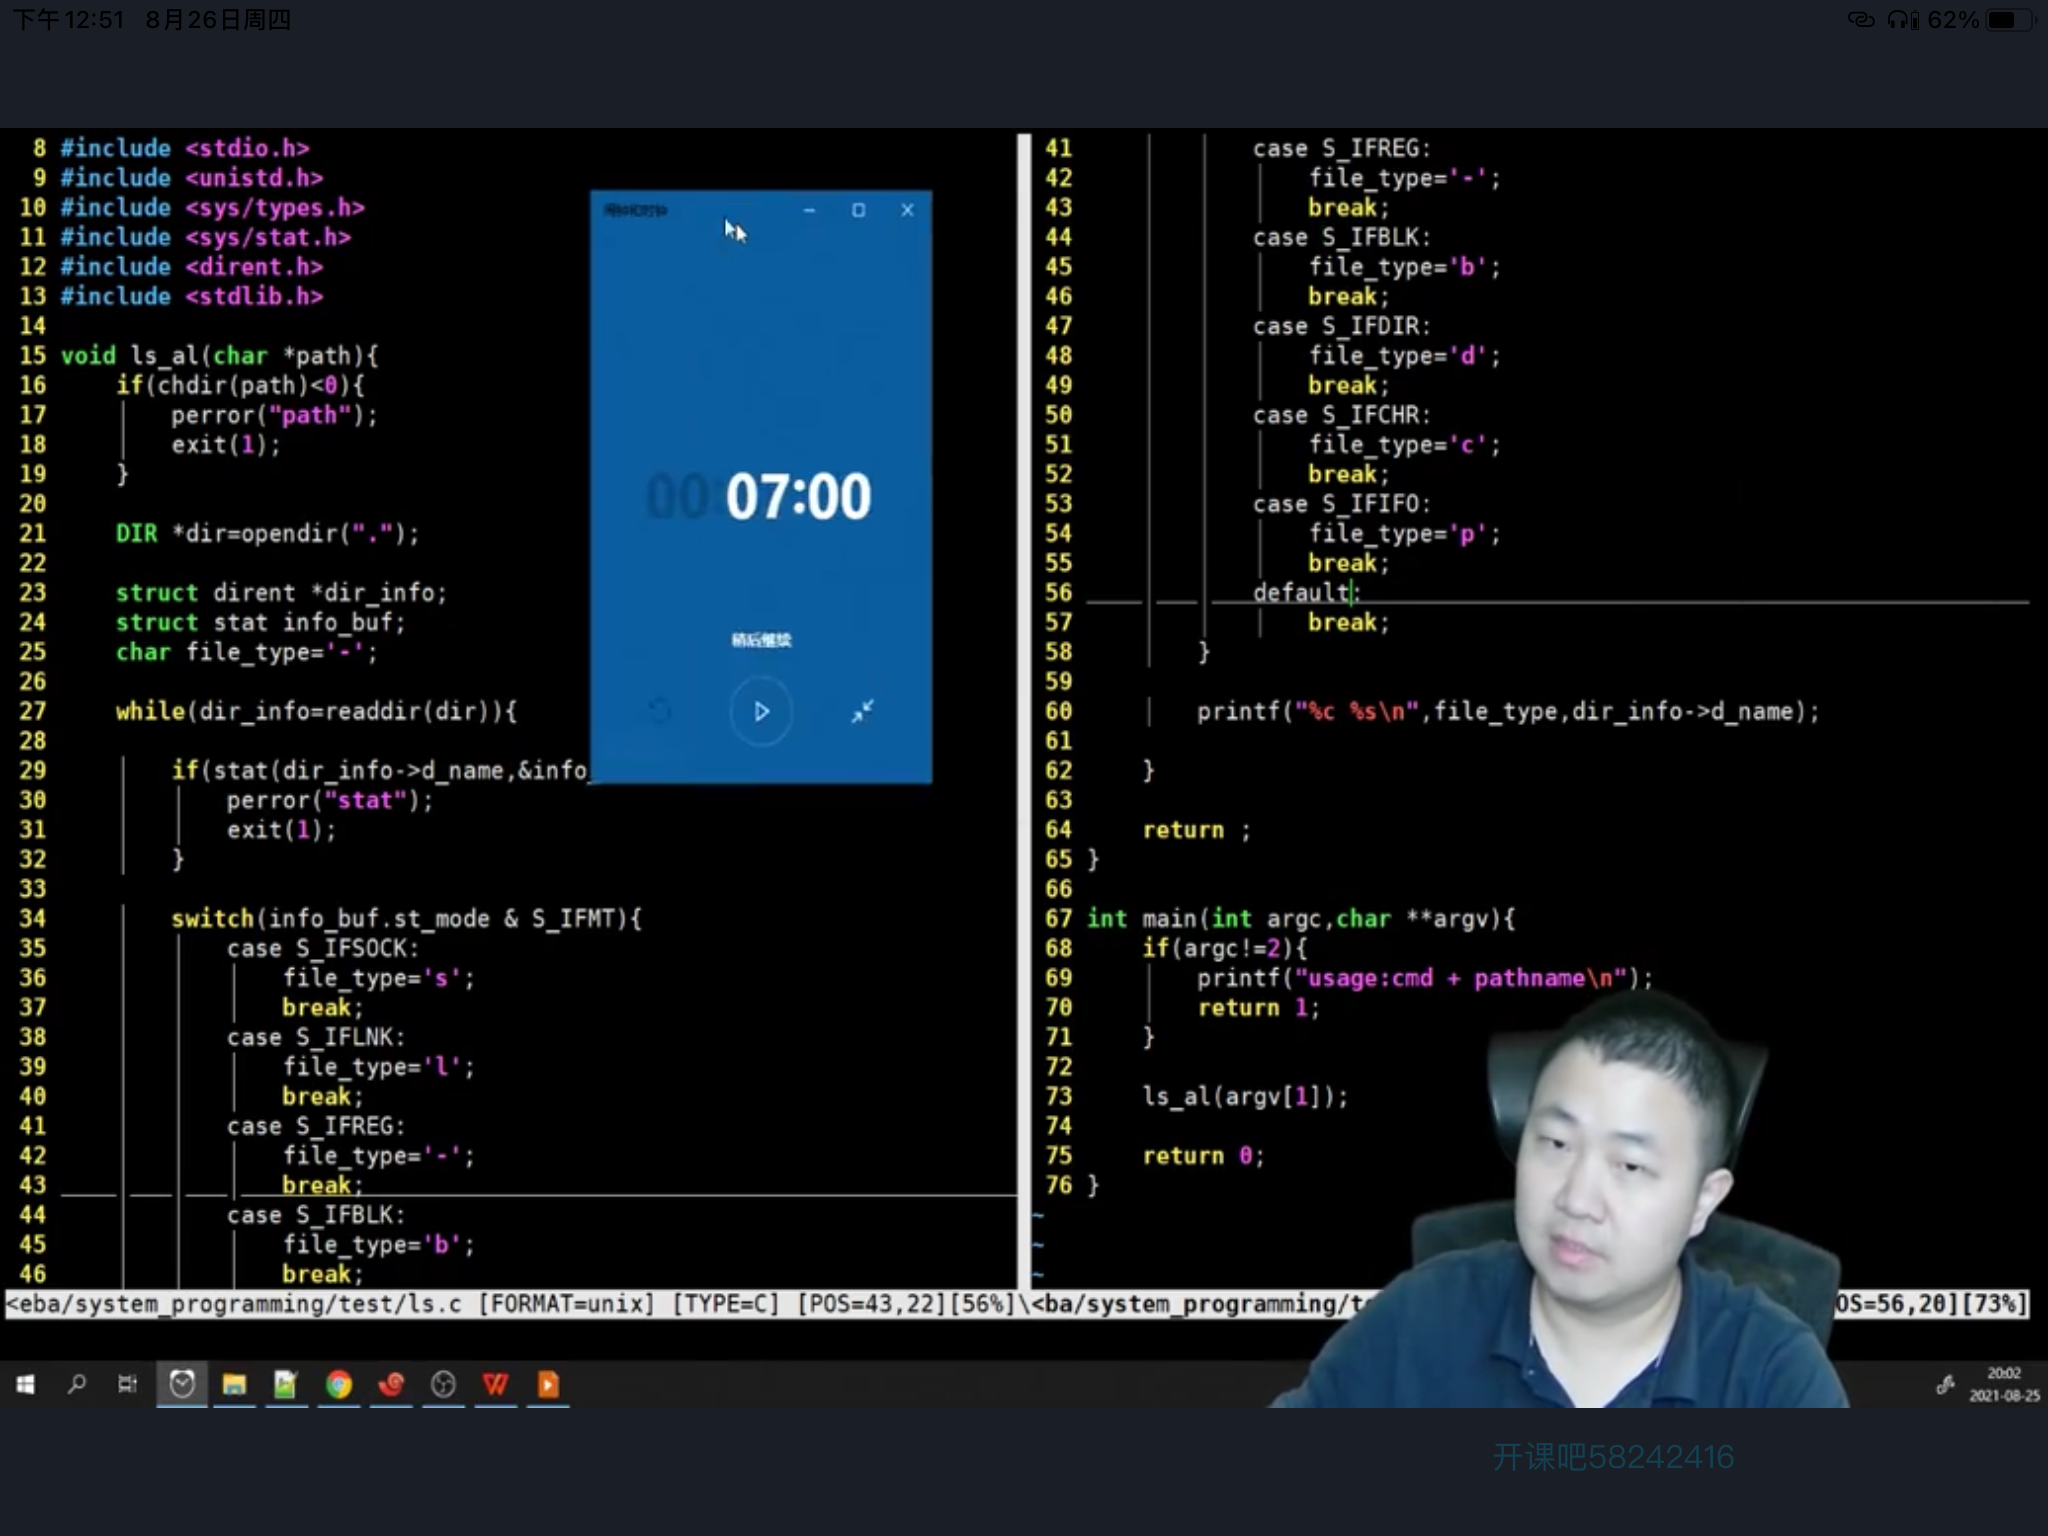 下午12:51 8月26日周四
62%
8 #include <stdio.h>
9 #include <unistd.h>
10 #include <sys/types.h>
11 #include <sys/stat.h>
12 #include <dirent.h>
13 #include <stdlib.h>
14
15 void ls_al(char *path){
16 if(chdir(path)<0){
17 perror("path");
18 exit(1);
19 }
20
21 DIR *dir=opendir(".");
22
23 struct dirent *dir_info;
24 struct stat info_buf;
25 char file_type='-';
26
27 while(dir_info=readdir(dir)){
28
29 if(stat(dir_info->d_name,&info_
30 perror("stat");
31 exit(1);
32 }
33
34 switch(info_buf.st_mode & S_IFMT){
35 case S_IFSOCK:
36 file_type='s';
37 break;
38 case S_IFLNK:
39 file_type='l';
40 break;
41 case S_IFREG:
42 file_type='-';
43 break;
44 case S_IFBLK:
45 file_type='b';
46 break;
<eba/system_programming/test/ls.c [FORMAT=unix] [TYPE=C] [POS=43,22][56%]
闹钟和时钟
00:07:00
稍后继续
41 case S_IFREG:
42 file_type='-';
43 break;
44 case S_IFBLK:
45 file_type='b';
46 break;
47 case S_IFDIR:
48 file_type='d';
49 break;
50 case S_IFCHR:
51 file_type='c';
52 break;
53 case S_IFIFO:
54 file_type='p';
55 break;
56 default:
57 break;
58 }
59
60 printf("%c %s\n",file_type,dir_info->d_name);
61
62 }
63
64 return ;
65 }
66
67 int main(int argc,char **argv){
68 if(argc!=2){
69 printf("usage:cmd + pathname\n");
70 return 1;
71 }
72
73 ls_al(argv[1]);
74
75 return 0;
76 }
~
~
~
\<ba/system_programming/te OS=56,20][73%]
20:02
2021-08-25
开课吧58242416